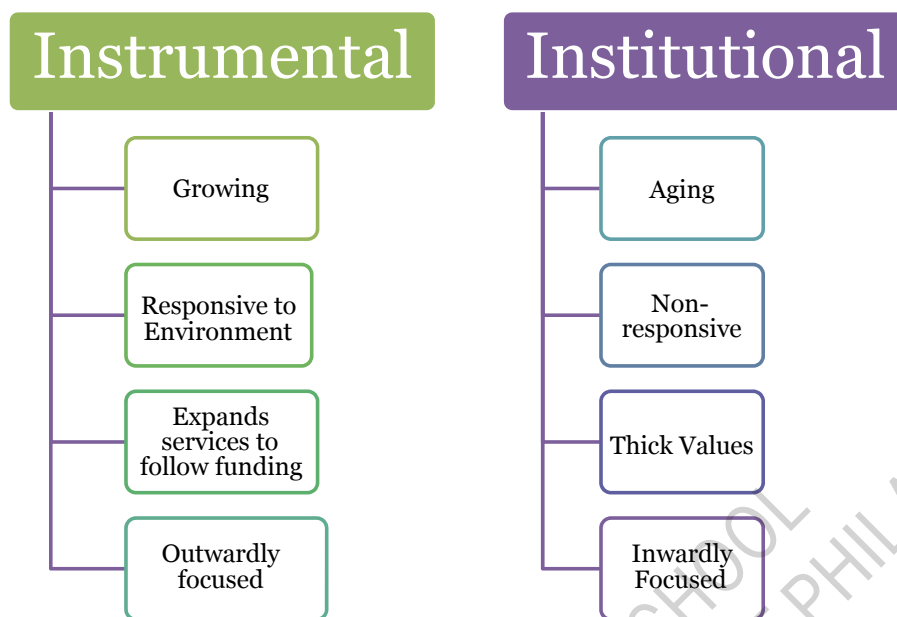 Instrumental
Growing
Responsive to
Environment
Expands
services to
follow funding
Outwardly
focused
Institutional
Aging
Non-
responsive
Thick Values
Inwardly
Focused
SCHOOL